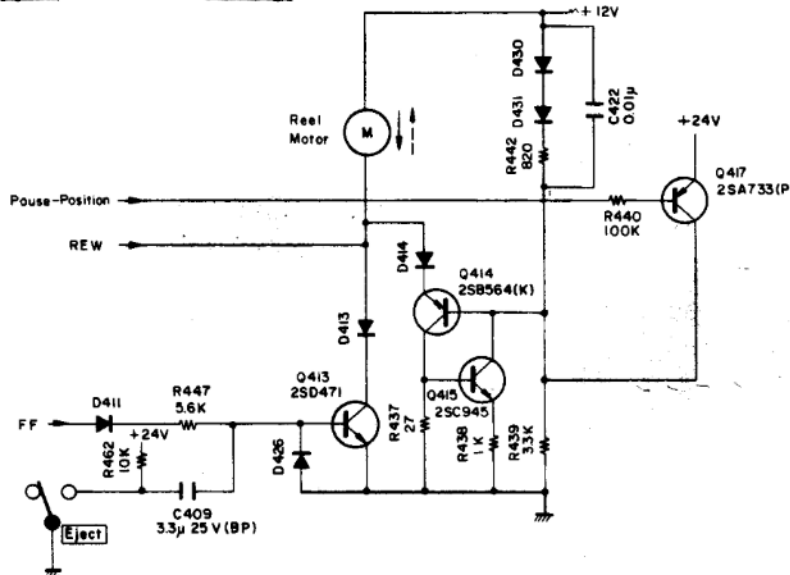 +12V
D430
D431
C422
0.01μ
R442
820
Reel
Motor
M
+24V
Q417
2SA733(P
Pause-Position
R440
100K
REW
D414
Q414
2SB564(K)
D413
Q413
2SD471
Q415
2SC945
D411
R447
5.6K
FF
+24V
R462
10K
D426
R437
27
R438
1K
R439
3.3K
C409
3.3μ 25V(BP)
Eject